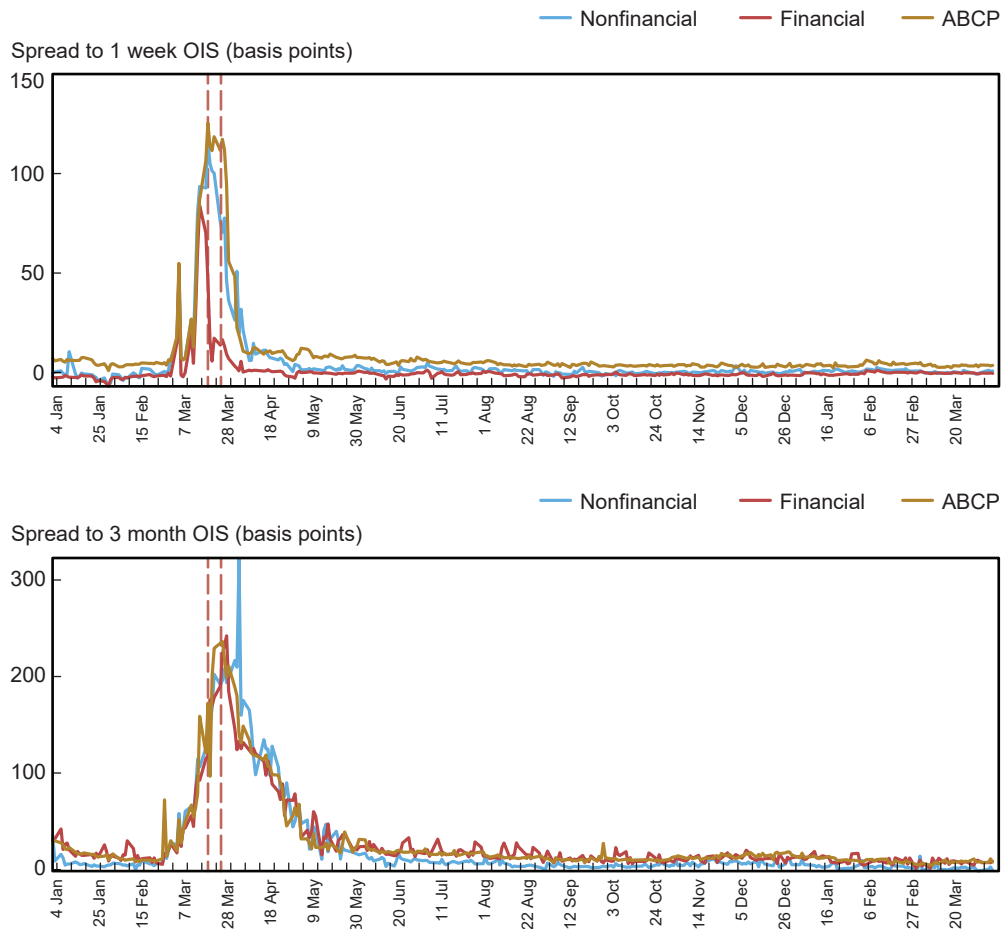 Nonfinancial Financial ABCP
Spread to 1 week OIS (basis points)
150
100
50
0
4 Jan 25 Jan 15 Feb 7 Mar 28 Mar 18 Apr 9 May 30 May 20 Jun 11 Jul 1 Aug 22 Aug 12 Sep 3 Oct 24 Oct 14 Nov 5 Dec 26 Dec 16 Jan 6 Feb 27 Feb 20 Mar
Nonfinancial Financial ABCP
Spread to 3 month OIS (basis points)
300
200
100
0
4 Jan 25 Jan 15 Feb 7 Mar 28 Mar 18 Apr 9 May 30 May 20 Jun 11 Jul 1 Aug 22 Aug 12 Sep 3 Oct 24 Oct 14 Nov 5 Dec 26 Dec 16 Jan 6 Feb 27 Feb 20 Mar